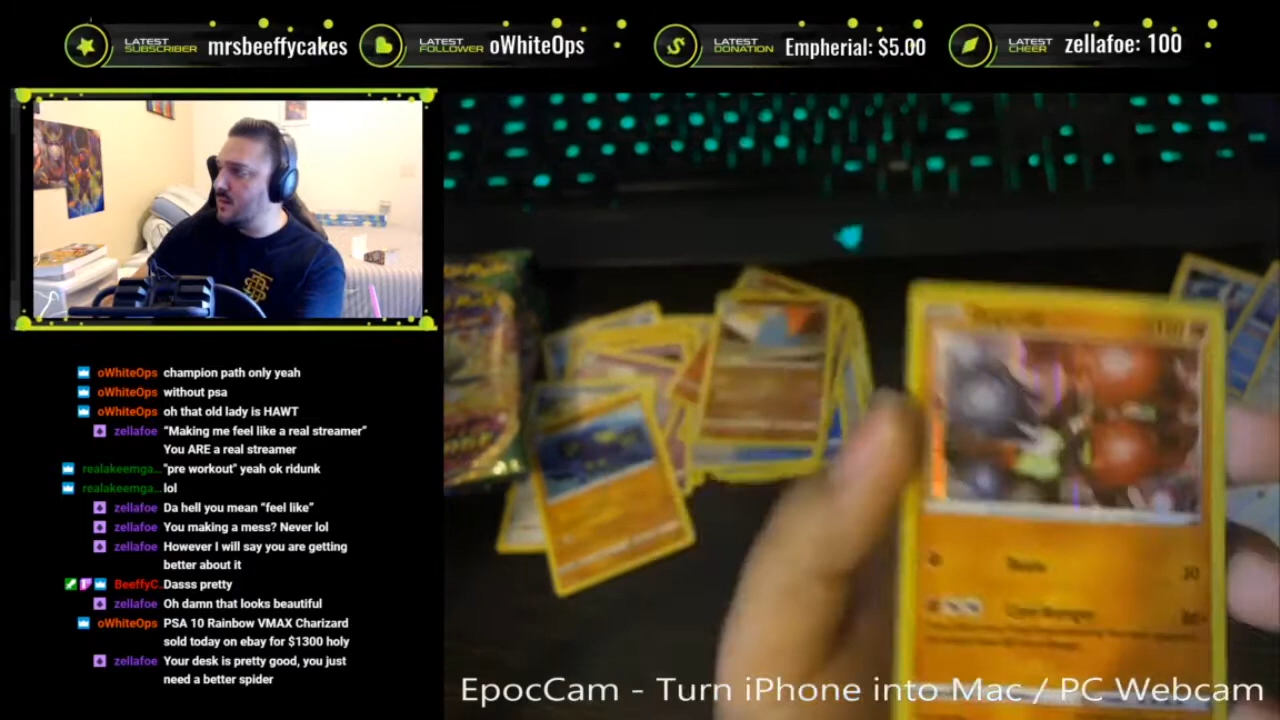 LATEST SUBSCRIBER mrsbeeffycakes LATEST FOLLOWER oWhiteOps LATEST DONATION Empherial: $5.00 LATEST CHEER zellafoe: 100
oWhiteOps champion path only yeah
oWhiteOps without psa
oWhiteOps oh that old lady is HAWT
zellafoe “Making me feel like a real streamer”
You ARE a real streamer
realakeemga... "pre workout" yeah ok ridunk
realakeemga... lol
zellafoe Da hell you mean “feel like”
zellafoe You making a mess? Never lol
zellafoe However I will say you are getting
better about it
BeeffyC... Dasss pretty
zellafoe Oh damn that looks beautiful
oWhiteOps PSA 10 Rainbow VMAX Charizard
sold today on ebay for $1300 holy
zellafoe Your desk is pretty good, you just
need a better spider
30
EpocCam - Turn iPhone into Mac / PC Webcam